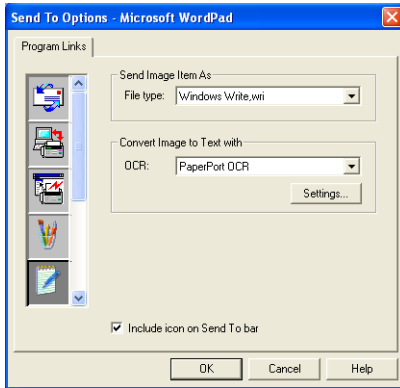 Send To Options - Microsoft WordPad
Program Links
Send Image Item As
File type: Windows Write,wri
Convert Image to Text with
OCR: PaperPort OCR
Settings...
Include icon on Send To bar
OK Cancel Help